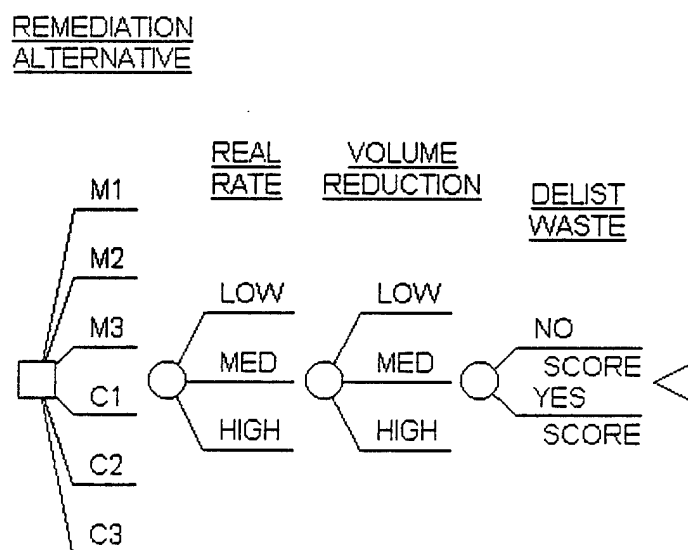 REMEDIATION
ALTERNATIVE
REAL
RATE
VOLUME
REDUCTION
DELIST
WASTE
M1
M2
M3
C1
C2
C3
LOW
MED
HIGH
LOW
MED
HIGH
NO
SCORE
YES
SCORE